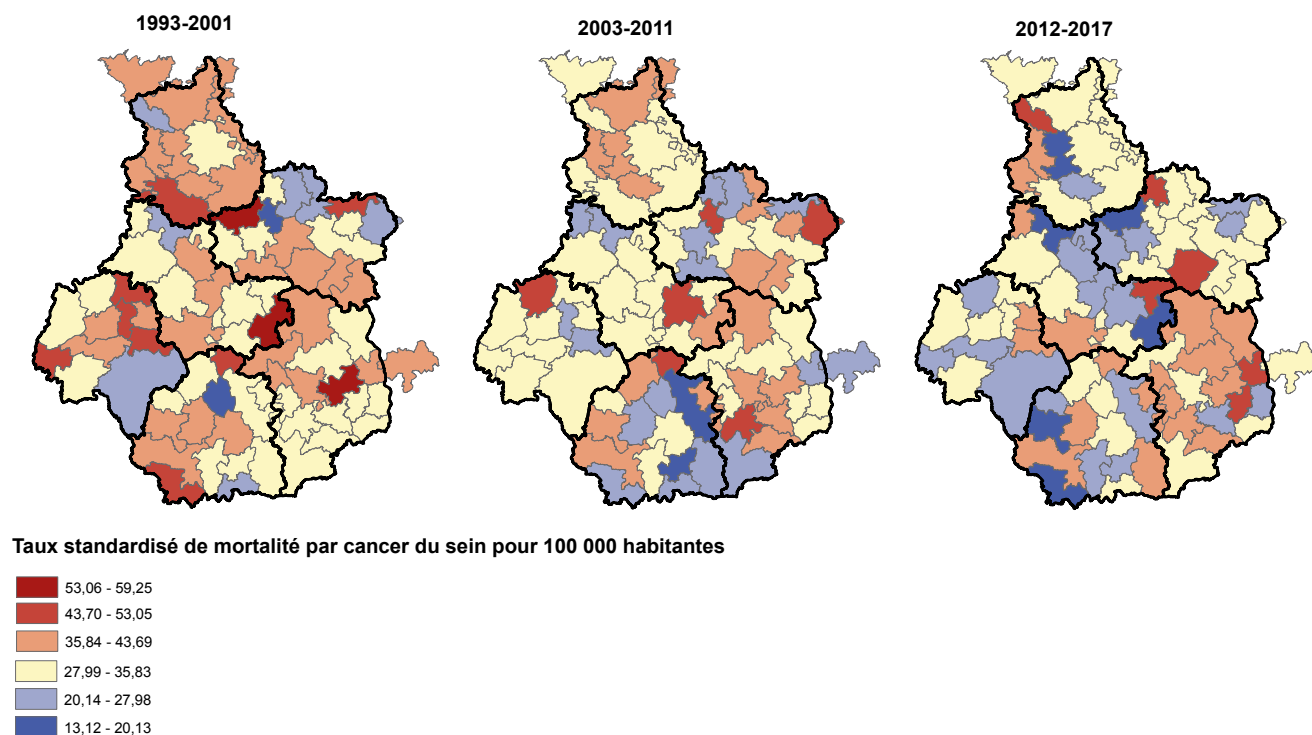 1993-2001
2003-2011
2012-2017
Taux standardisé de mortalité par cancer du sein pour 100 000 habitantes
53,06 - 59,25
43,70 - 53,05
35,84 - 43,69
27,99 - 35,83
20,14 - 27,98
13,12 - 20,13